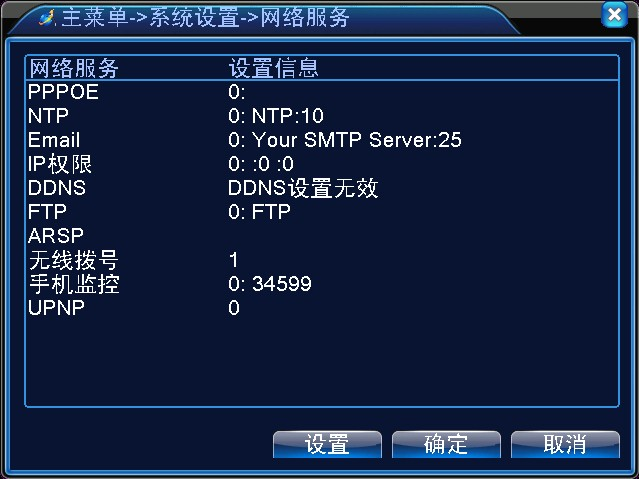 主菜单->系统设置->网络服务
网络服务 设置信息
PPPOE 0:
NTP 0: NTP:10
Email 0: Your SMTP Server:25
IP权限 0: :0 :0
DDNS DDNS设置无效
FTP 0: FTP
ARSP
无线拨号 1
手机监控 0: 34599
UPNP 0
设置 确定 取消